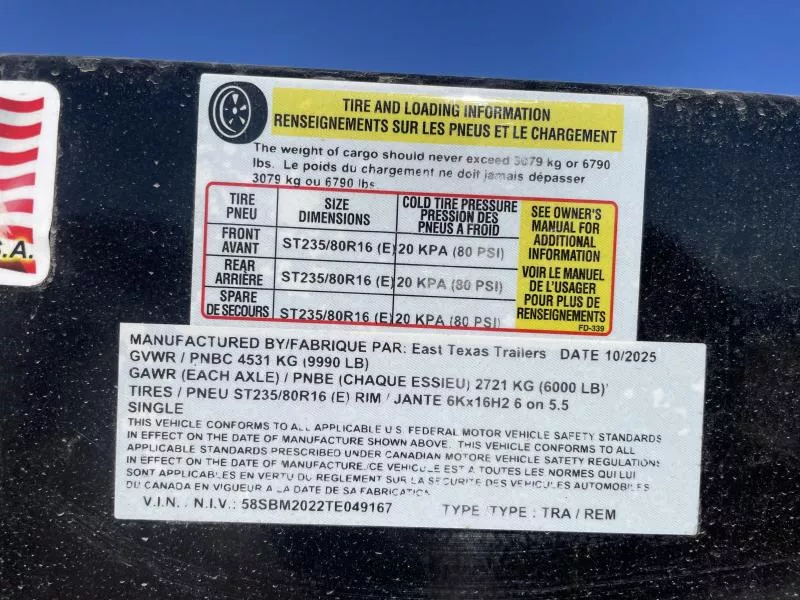 .A.
TIRE AND LOADING INFORMATION
RENSEIGNEMENTS SUR LES PNEUS ET LE CHARGEMENT
The weight of cargo should never exceed 3079 kg or 6790
lbs. Le poids du chargement ne doit jamais dépasser
3079 kg ou 6790 lbs.
TIRE PNEU SIZE DIMENSIONS COLD TIRE PRESSURE PRESSION DES PNEUS A FROID
FRONT AVANT ST235/80R16 (E) 20 KPA (80 PSI)
REAR ARRIÈRE ST235/80R16 (E) 20 KPA (80 PSI)
SPARE DE SECOURS ST235/80R16 (E) 20 KPA (80 PSI)
SEE OWNER'S
MANUAL FOR
ADDITIONAL
INFORMATION
VOIR LE MANUEL
DE L'USAGER
POUR PLUS DE
RENSEIGNEMENTS
FD-339
MANUFACTURED BY/FABRIQUE PAR: East Texas Trailers DATE 10/2025
GVWR / PNBC 4531 KG (9990 LB)
GAWR (EACH AXLE) / PNBE (CHAQUE ESSIEU) 2721 KG (6000 LB)
TIRES / PNEU ST235/80R16 (E) RIM / JANTE 6Kx16H2 6 on 5.5
SINGLE
THIS VEHICLE CONFORMS TO ALL APPLICABLE U.S. FEDERAL MOTOR VEHICLE SAFETY STANDARDS
IN EFFECT ON THE DATE OF MANUFACTURE SHOWN ABOVE. THIS VEHICLE CONFORMS TO ALL
APPLICABLE STANDARDS PRESCRIBED UNDER CANADIAN MOTORE VEHICLE SAFETY REGULATIONS
IN EFFECT ON THE DATE OF MANUFACTURE./CE VEHICULE EST A TOUTES LES NORMES QUI LUI
SONT APPLICABLES EN VERTU DU REGLEMENT SUR LA SECURITE DES VEHICULES AUTOMOBILES
DU CANADA EN VIGUEUR A LA DATE DE SA FABRICATION
V.I.N. / N.I.V.: 58SBM2022TE049167 TYPE /TYPE : TRA / REM